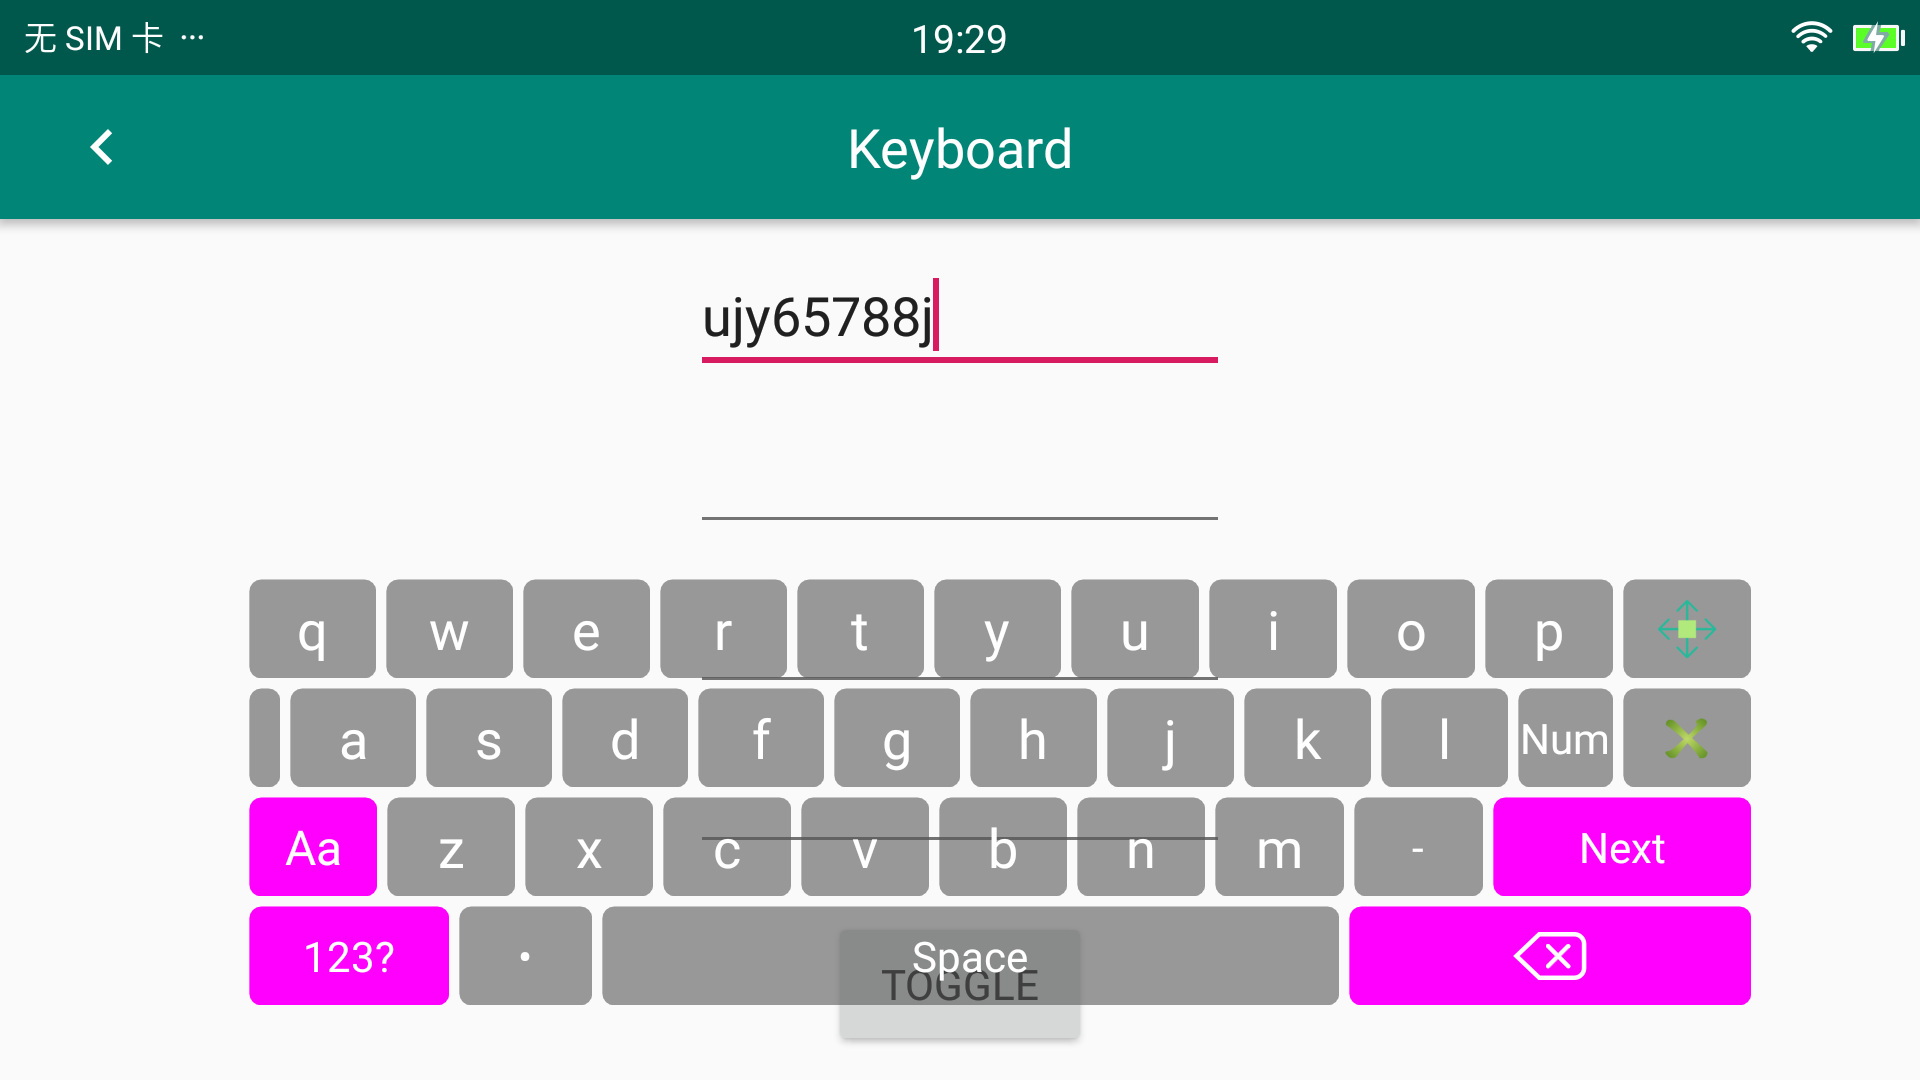 无 SIM 卡 ··· 19:29
Keyboard
ujy65788j
q w e r t y u i o p
a s d f g h j k l Num
Aa z x c v b n m - Next
123? . Space
TOGGLE